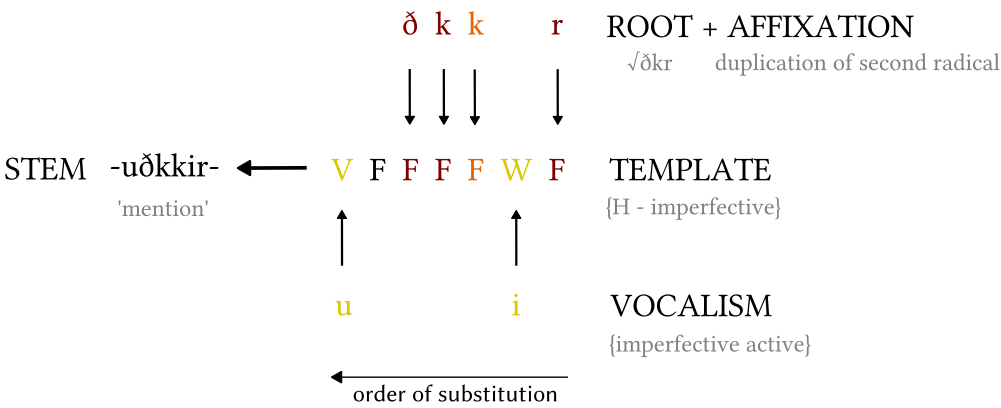 ð k k r ROOT + AFFIXATION
√ðkr duplication of second radical
STEM -uðkkir- V F F F F W F TEMPLATE
'mention' {H - imperfective}
u i VOCALISM
{imperfective active}
order of substitution